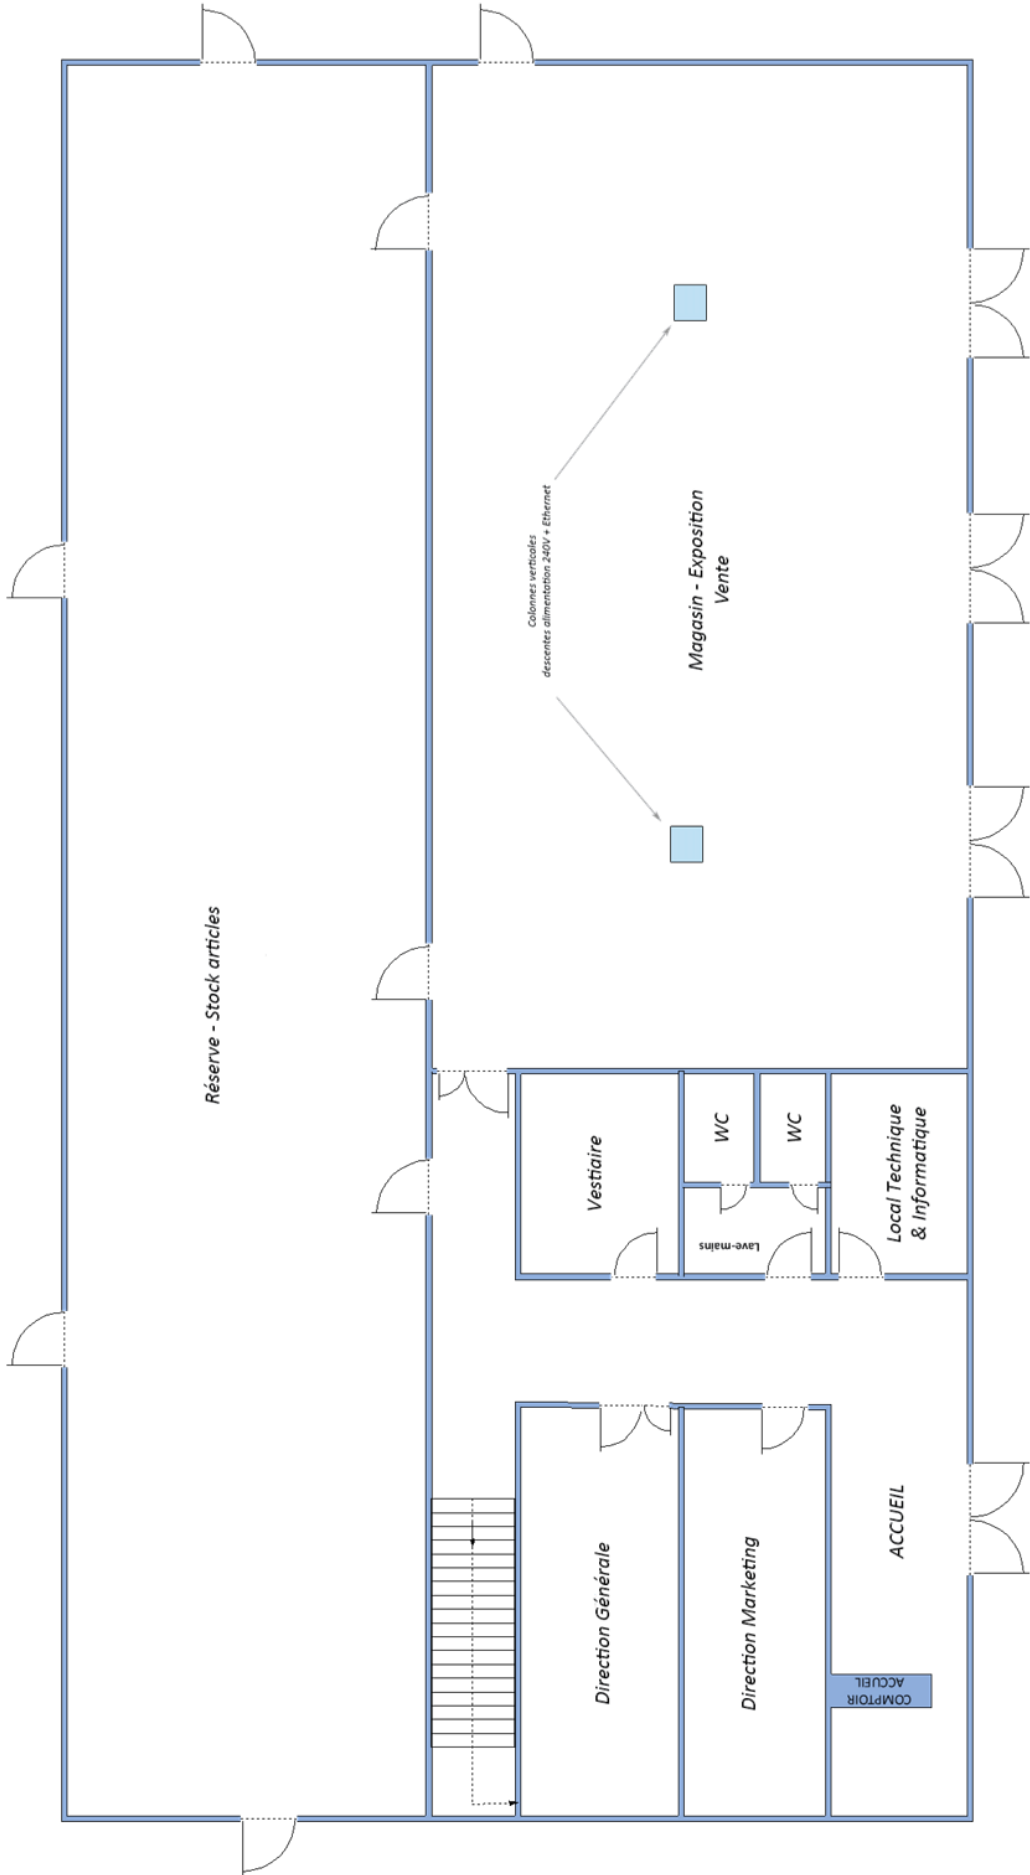 Réserve - Stock articles
Colonnes verticales
descentes alimentation 240V + Ethernet
Magasin - Exposition
Vente
Vestiaire
WC
WC
Lave-mains
Local Technique
& Informatique
Direction Générale
Direction Marketing
ACCUEIL
COMPTOIR
ACCUEIL